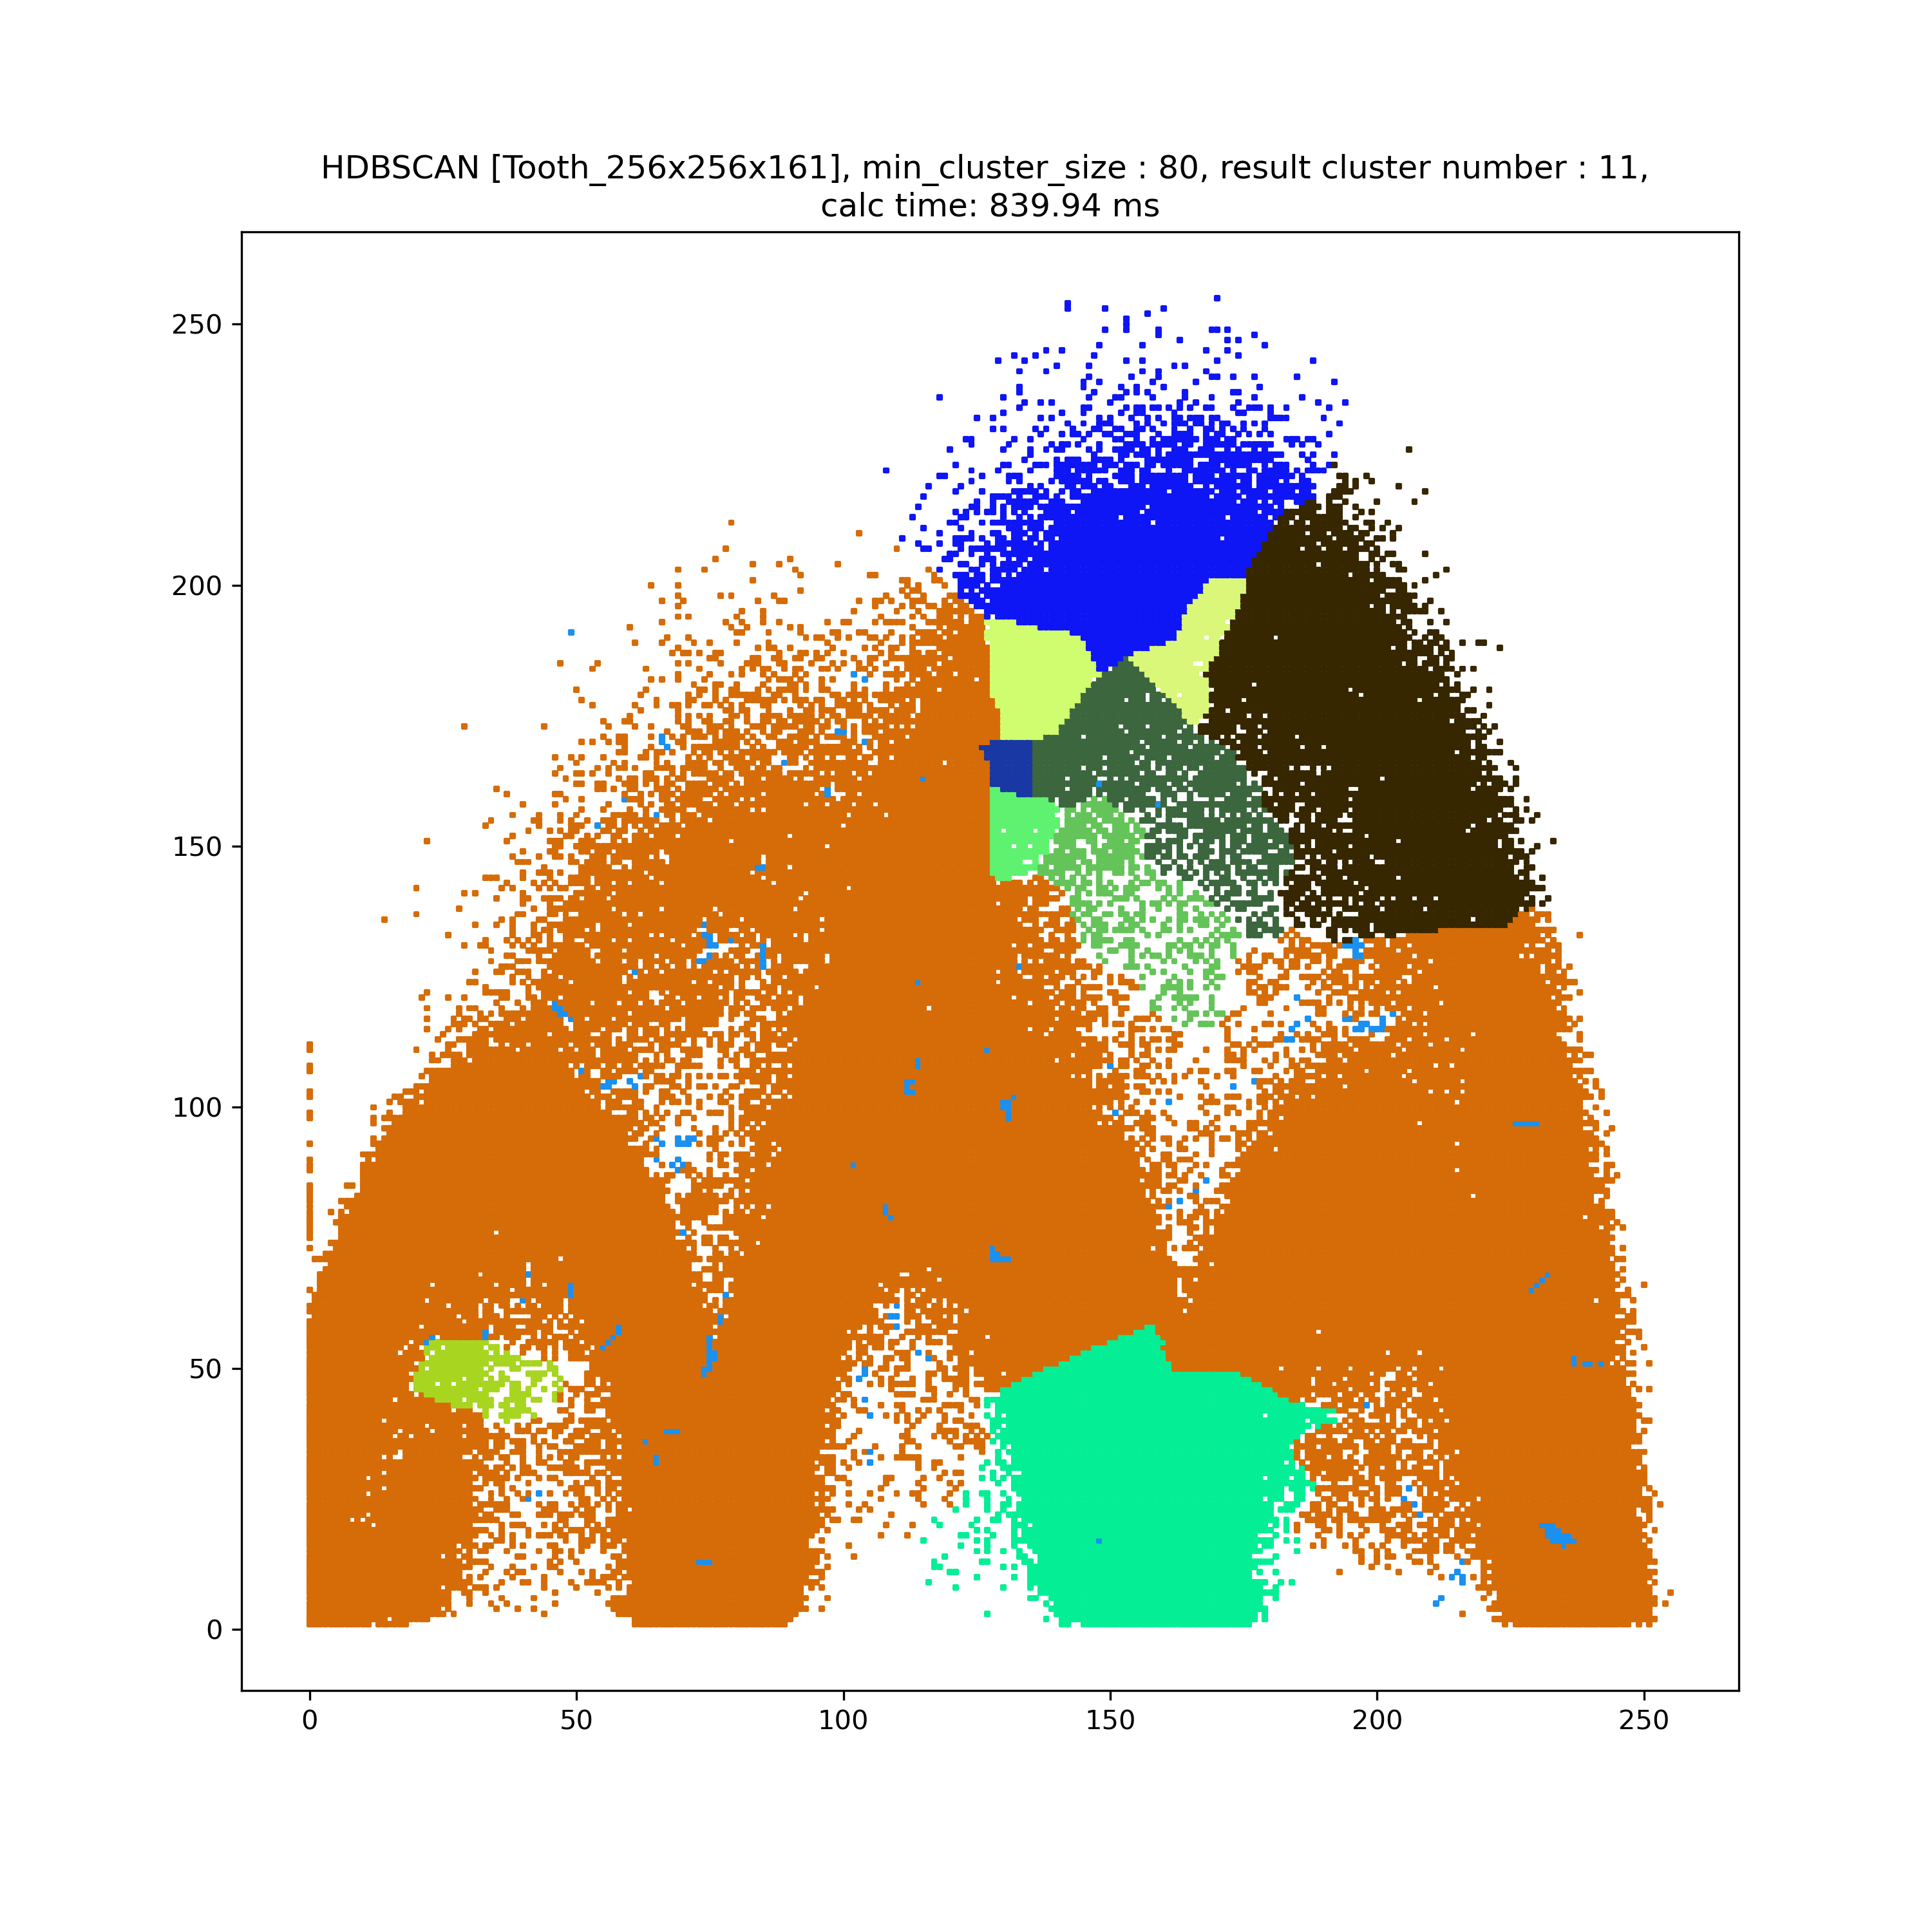 HDBSCAN [Tooth_256x256x161], min_cluster_size : 80, result cluster number : 11,
calc time: 839.94 ms
250
200
150
100
50
0
0 50 100 150 200 250